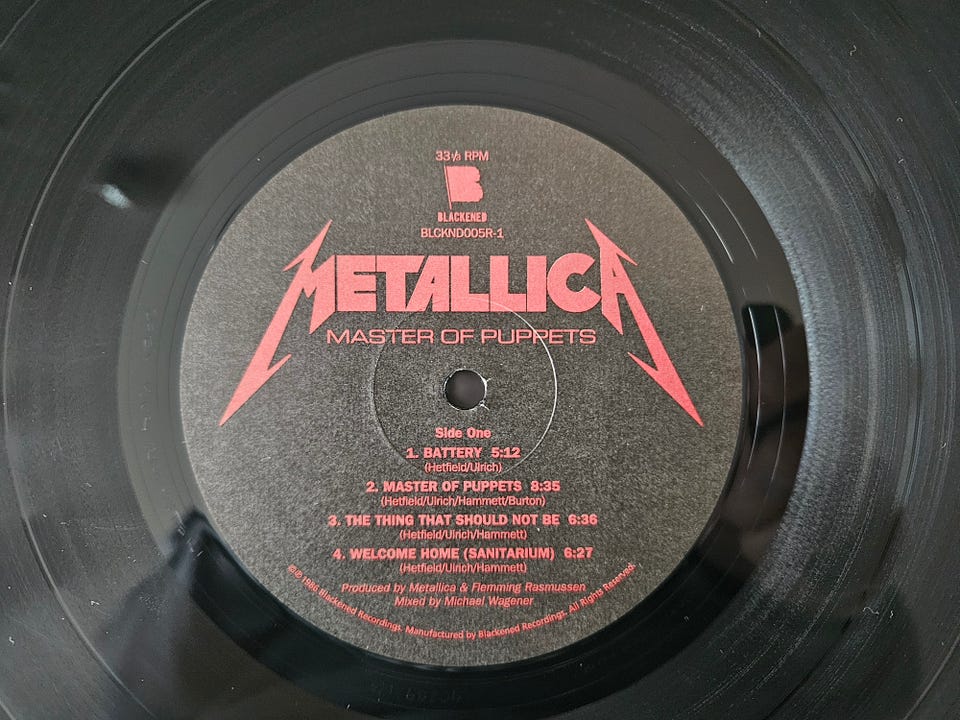 33⅓ RPM
B
BLACKENED
BLCKND005R-1
METALLICA
MASTER OF PUPPETS
Side One
1. BATTERY 5:12
(Hetfield/Ulrich)
2. MASTER OF PUPPETS 8:35
(Hetfield/Ulrich/Hammett/Burton)
3. THE THING THAT SHOULD NOT BE 6:36
(Hetfield/Ulrich/Hammett)
4. WELCOME HOME (SANITARIUM) 6:27
(Hetfield/Ulrich/Hammett)
Produced by Metallica & Flemming Rasmussen
Mixed by Michael Wagener
℗© 1986 Blackened Recordings. Manufactured by Blackened Recordings. All Rights Reserved.